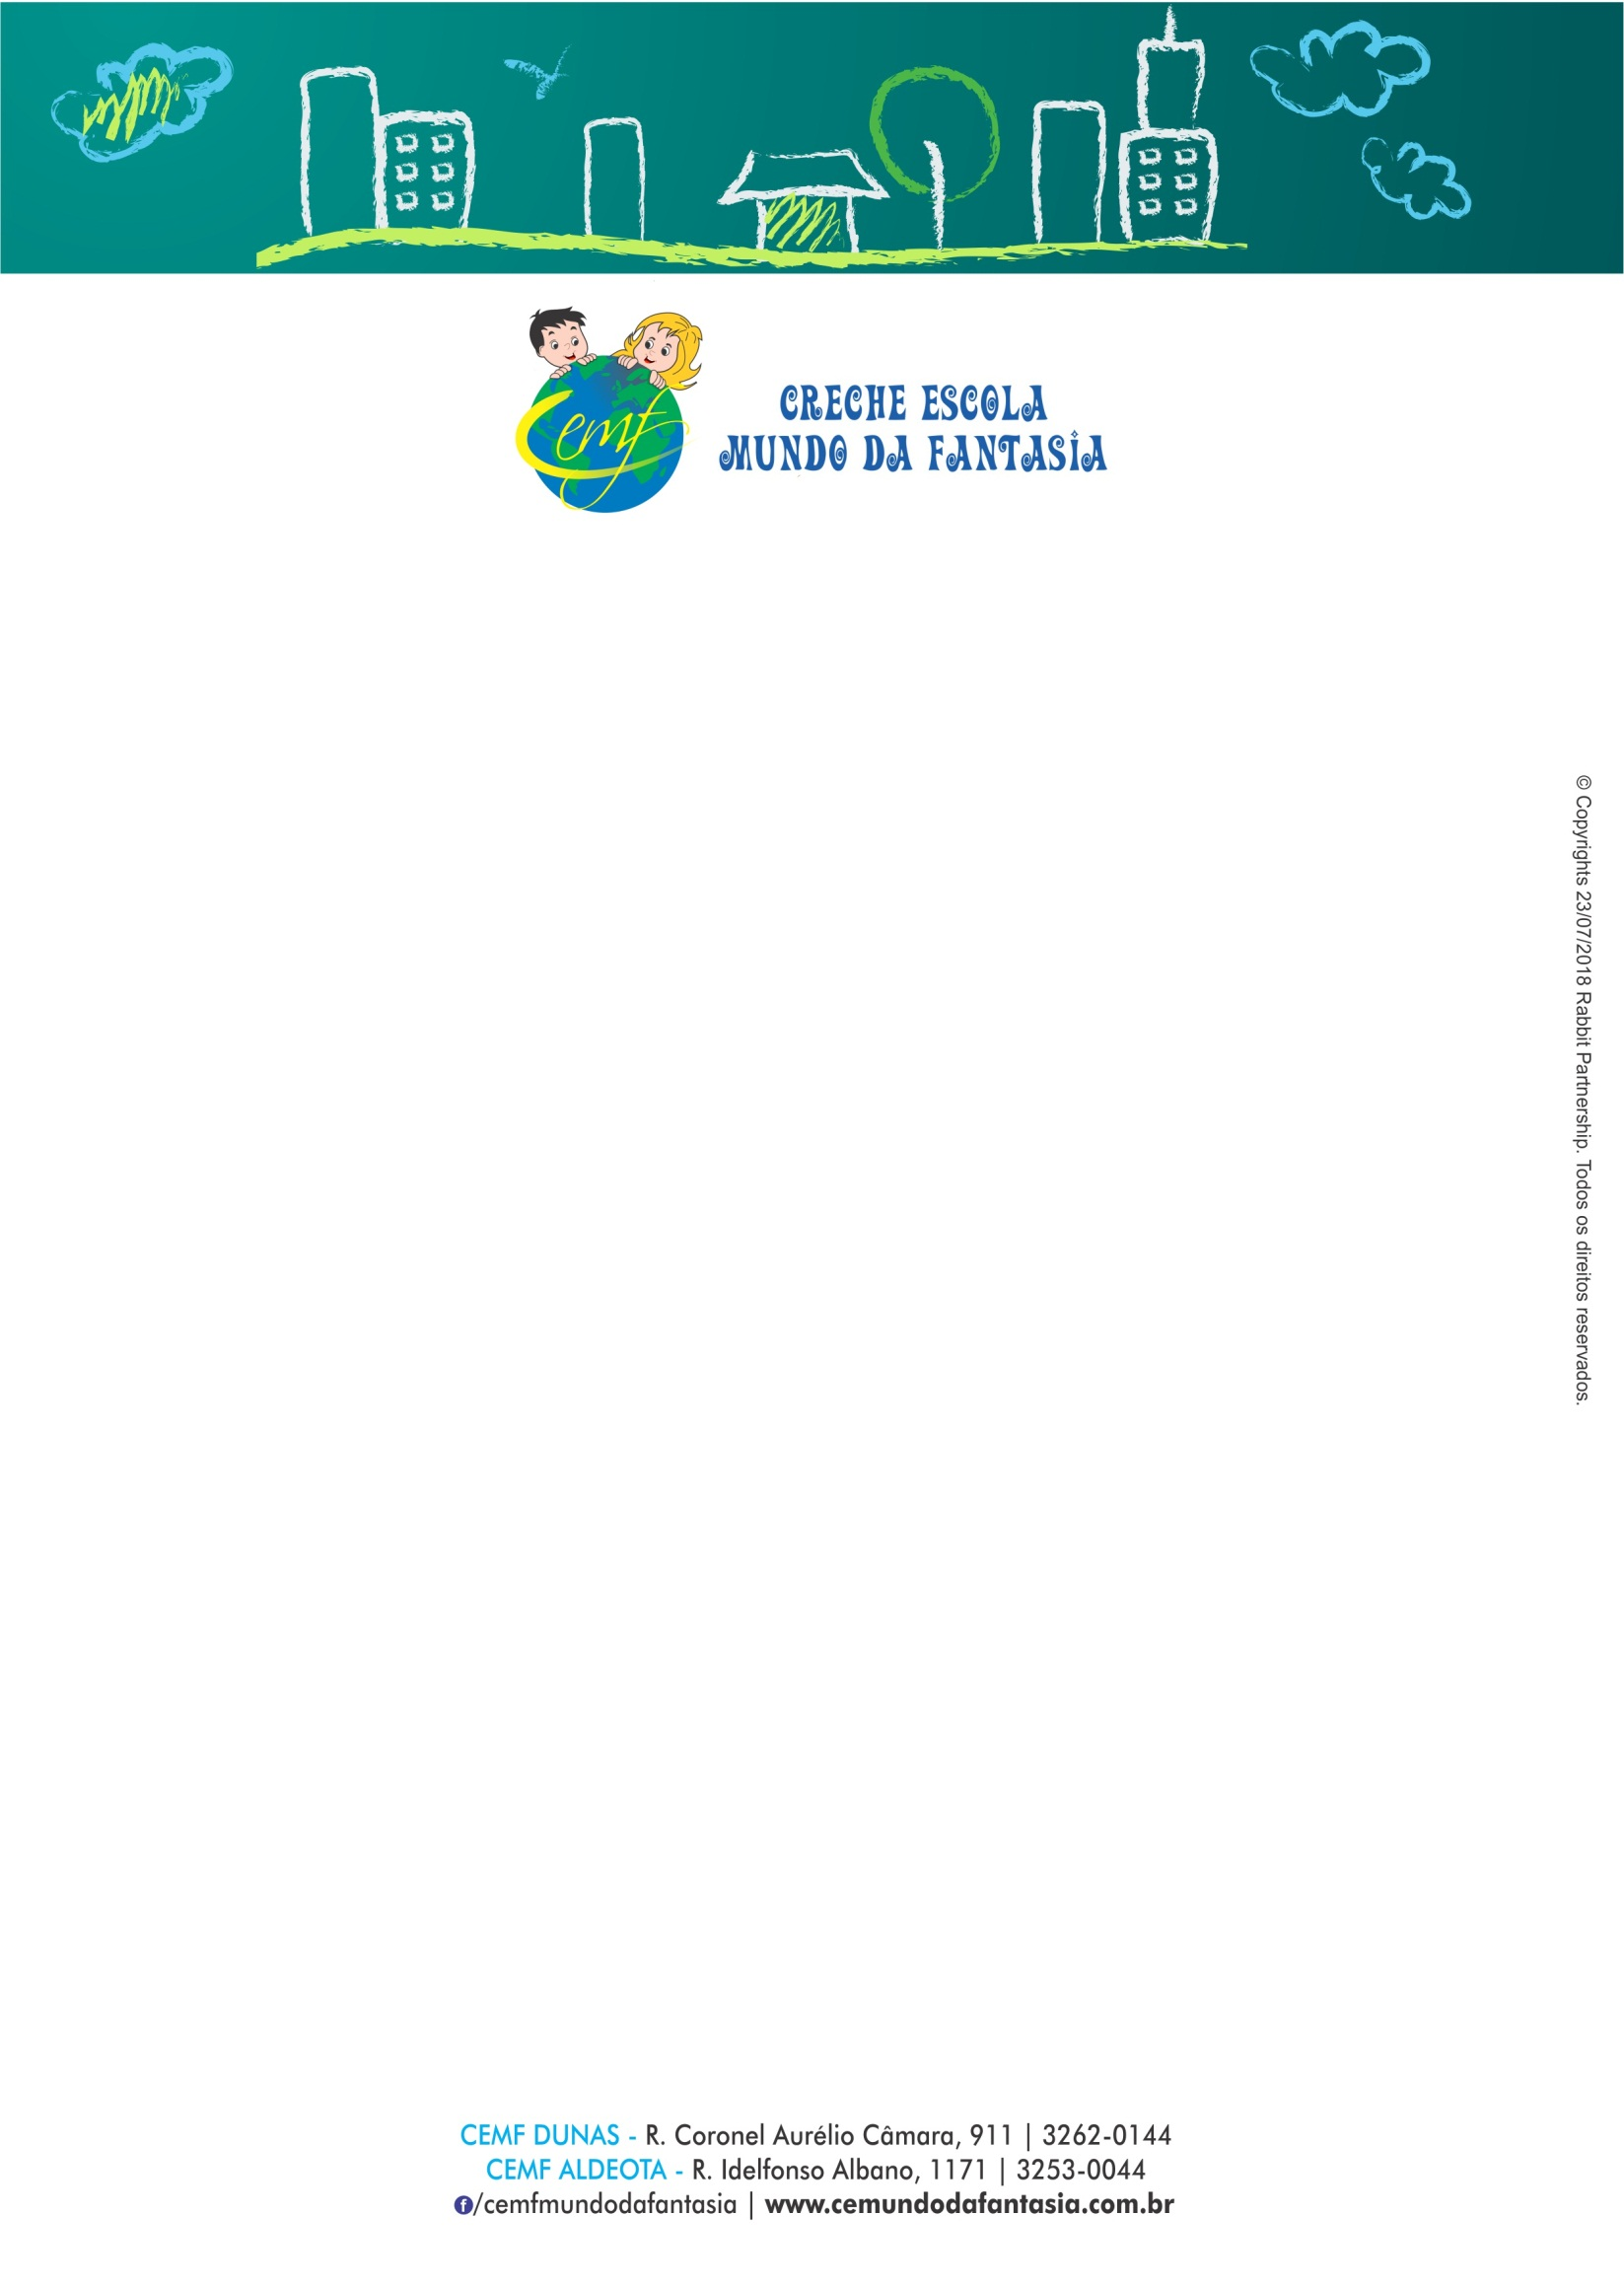 Cemf
CRECHE ESCOLA
MUNDO DA FANTASIA
© Copyrights 23/07/2018 Rabbit Partnership. Todos os direitos reservados.
CEMF DUNAS - R. Coronel Aurélio Câmara, 911 | 3262-0144
CEMF ALDEOTA - R. Idelfonso Albano, 1171 | 3253-0044
f/cemfmundodafantasia | www.cemundodafantasia.com.br